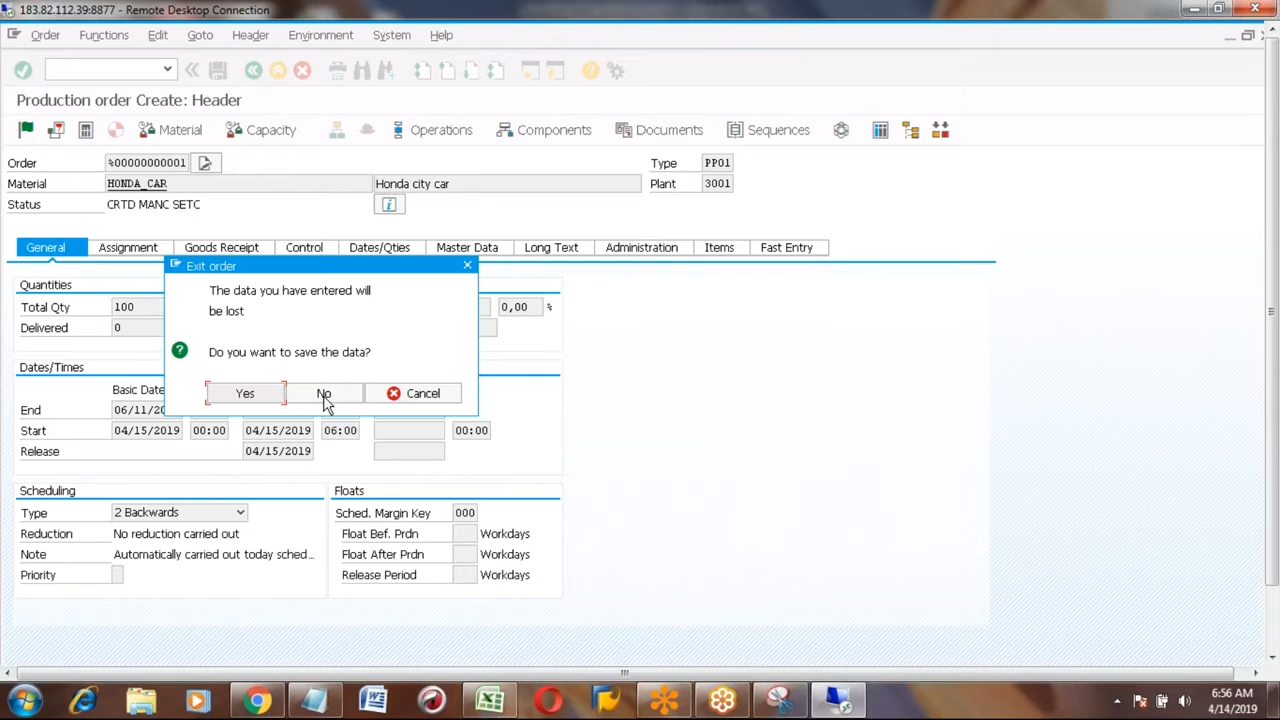 183.82.112.39:8877 - Remote Desktop Connection
Order Functions Edit Goto Header Environment System Help
Production order Create: Header
Material Capacity Operations Components Documents Sequences
Order %00000000001 Type PP01
Material HONDA_CAR Honda city car Plant 3001
Status CRTD MANC SETC
General Assignment Goods Receipt Control Dates/Qties Master Data Long Text Administration Items Fast Entry
Exit order
The data you have entered will
be lost
Do you want to save the data?
Yes No Cancel
Quantities
Total Qty 100 0,00 %
Delivered 0
Dates/Times
Basic Date
End 06/11/20
Start 04/15/2019 00:00 04/15/2019 06:00 00:00
Release 04/15/2019
Scheduling
Type 2 Backwards
Reduction No reduction carried out
Note Automatically carried out today sched...
Priority
Floats
Sched. Margin Key 000
Float Bef. Prdn Workdays
Float After Prdn Workdays
Release Period Workdays
6:56 AM
4/14/2019